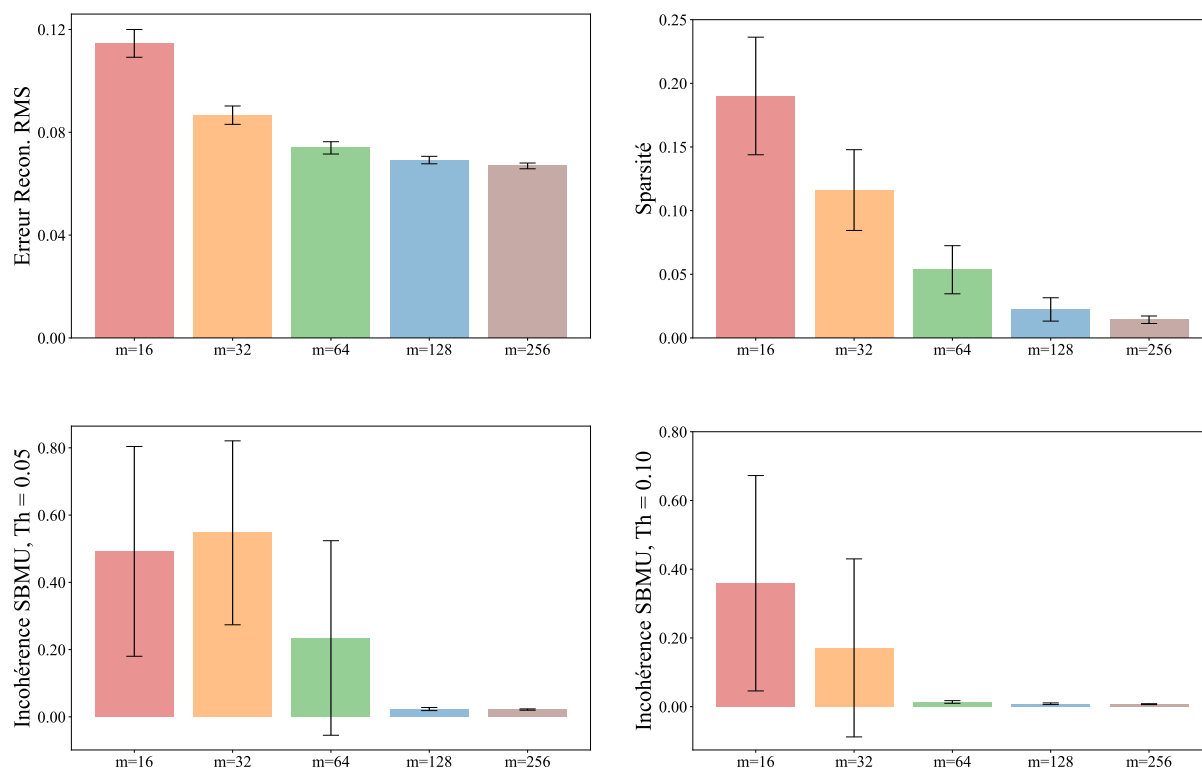 Erreur Recon. RMS
0.12
0.08
0.04
0.00
m=16 m=32 m=64 m=128 m=256
Sparsité
0.25
0.20
0.15
0.10
0.05
0.00
m=16 m=32 m=64 m=128 m=256
Incohérence SBMU, Th = 0.05
0.80
0.60
0.40
0.20
0.00
m=16 m=32 m=64 m=128 m=256
Incohérence SBMU, Th = 0.10
0.80
0.60
0.40
0.20
0.00
m=16 m=32 m=64 m=128 m=256